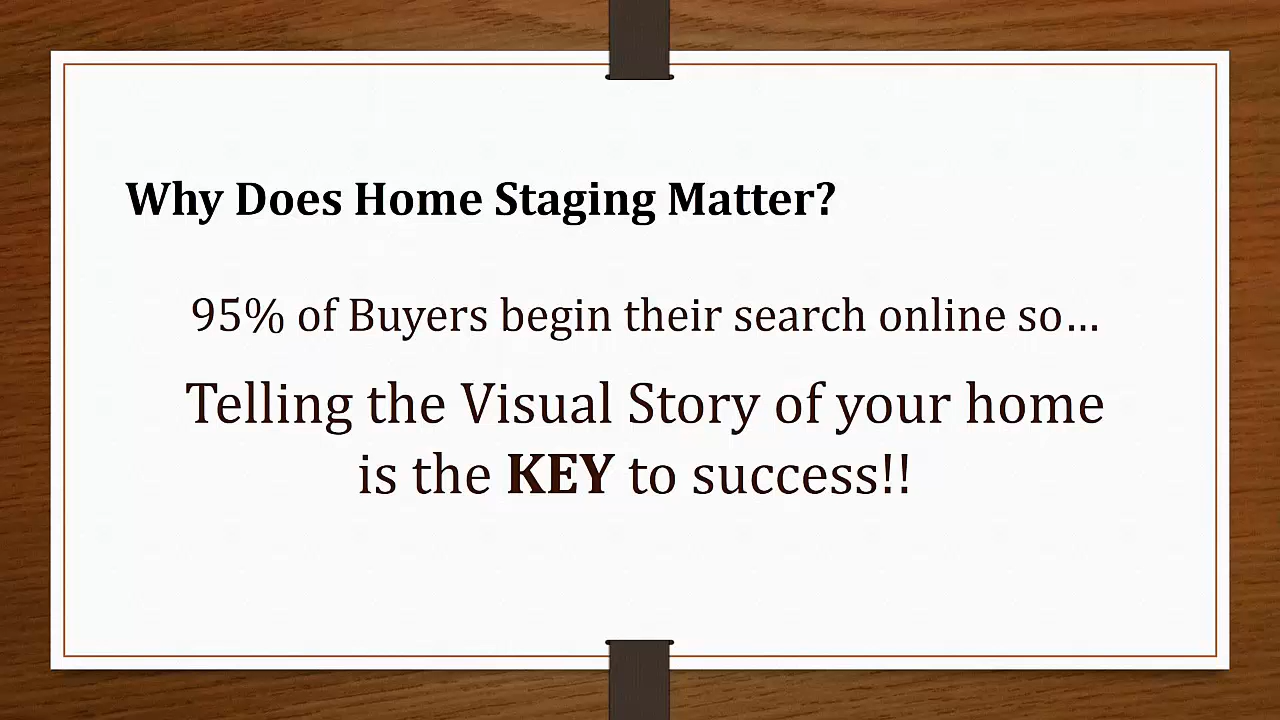 Why Does Home Staging Matter?
95% of Buyers begin their search online so…
Telling the Visual Story of your home
is the KEY to success!!